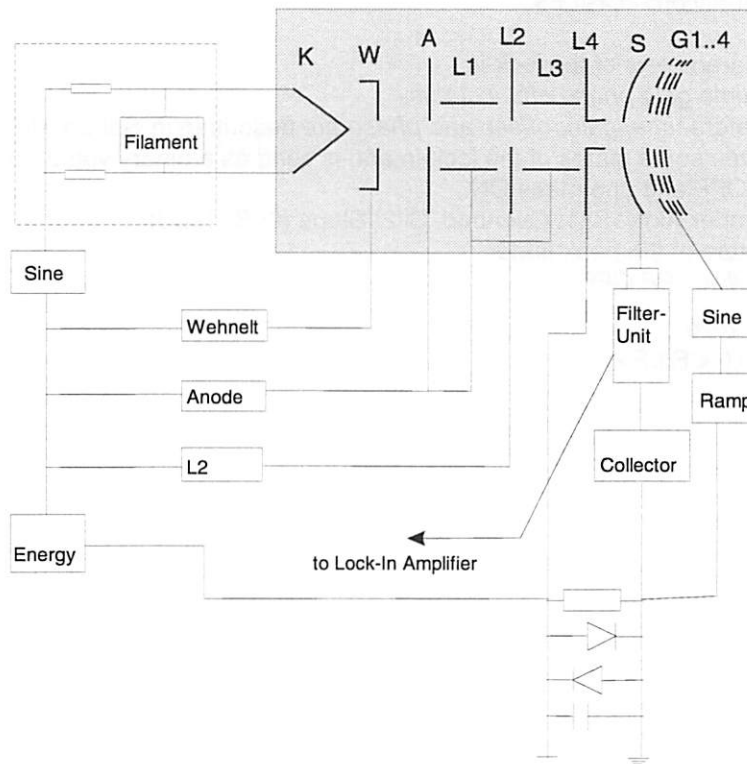 K W A L1 L2 L3 L4 S G1..4
Filament
Sine
Wehnelt
Filter-
Unit
Sine
Anode
Ramp
L2
Collector
Energy
to Lock-In Amplifier